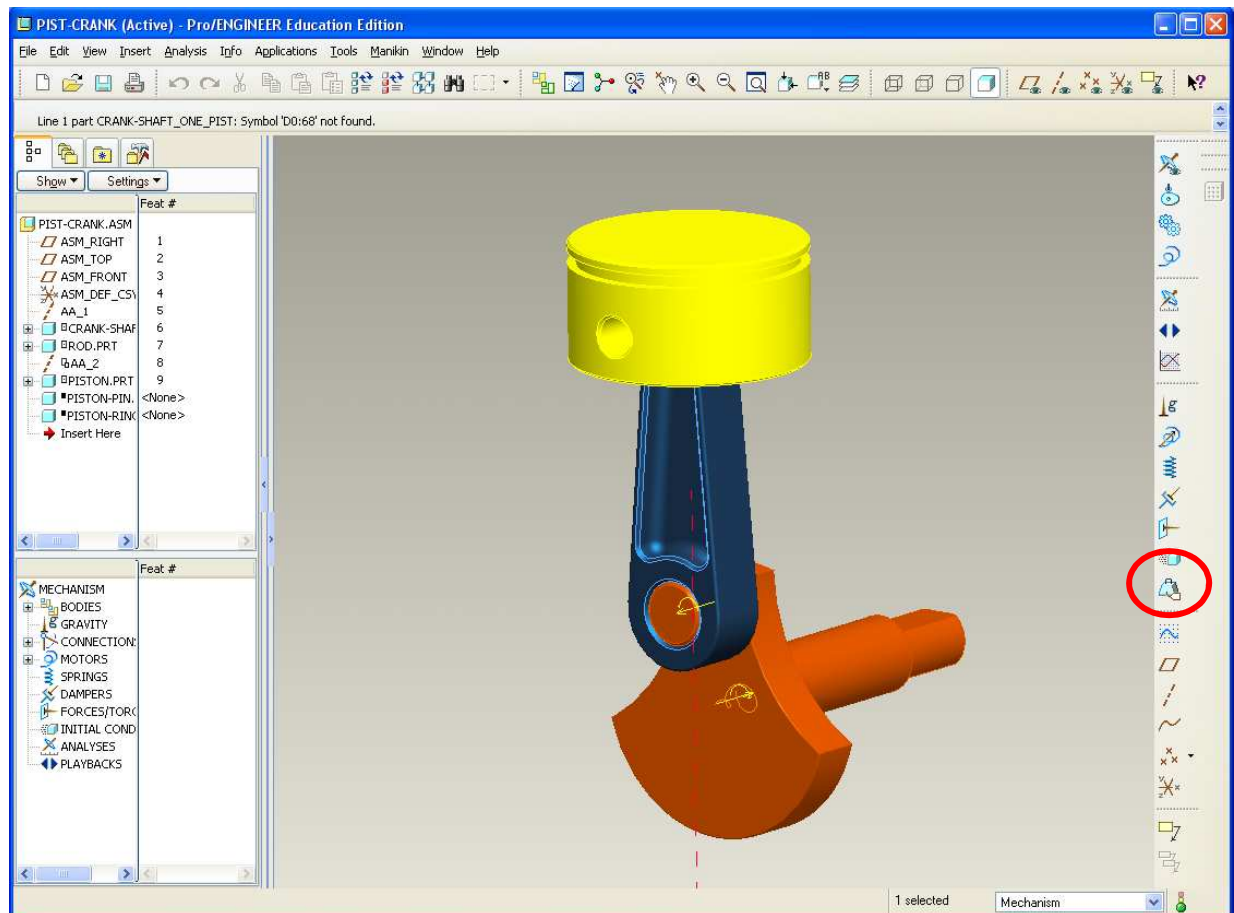 PIST-CRANK (Active) - Pro/ENGINEER Education Edition
File Edit View Insert Analysis Info Applications Tools Manikin Window Help
Line 1 part CRANK-SHAFT_ONE_PIST: Symbol 'D0:68' not found.
Show Settings
Feat #
PIST-CRANK.ASM
ASM_RIGHT 1
ASM_TOP 2
ASM_FRONT 3
ASM_DEF_CSY 4
AA_1 5
CRANK-SHAF 6
ROD.PRT 7
AA_2 8
PISTON.PRT 9
PISTON-PIN. <None>
PISTON-RING <None>
Insert Here
Feat #
MECHANISM
BODIES
GRAVITY
CONNECTION
MOTORS
SPRINGS
DAMPERS
FORCES/TORQ
INITIAL COND
ANALYSES
PLAYBACKS
1 selected Mechanism